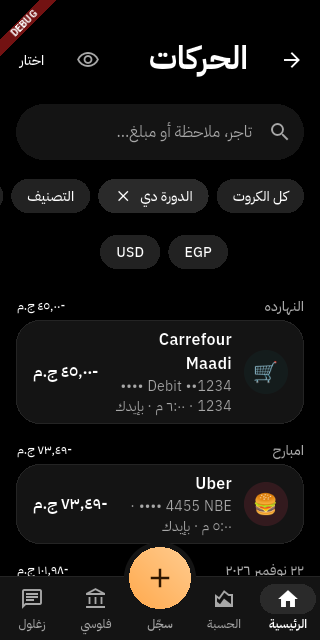 DEBUG
الحركات
اختار
تاجر، ملاحظة أو مبلغ...
كل الكروت
الدورة دي ×
التصنيف
EGP
USD
النهارده
-٤٥,٠٠ ج.م
Carrefour Maadi
-٤٥,٠٠ ج.م
•••• Debit ••1234
1234 · ٦:٠٠ م · بإيدك
امبارح
-٧٣,٤٩ ج.م
Uber
-٧٣,٤٩ ج.م
· •••• 4455 NBE
٥:٠٠ م · بإيدك
٢٢ نوفمبر ٢٠٢٦
-١٠١,٩٨ ج.م
الرئيسية
الحسبة
سجّل
فلوسي
زغلول